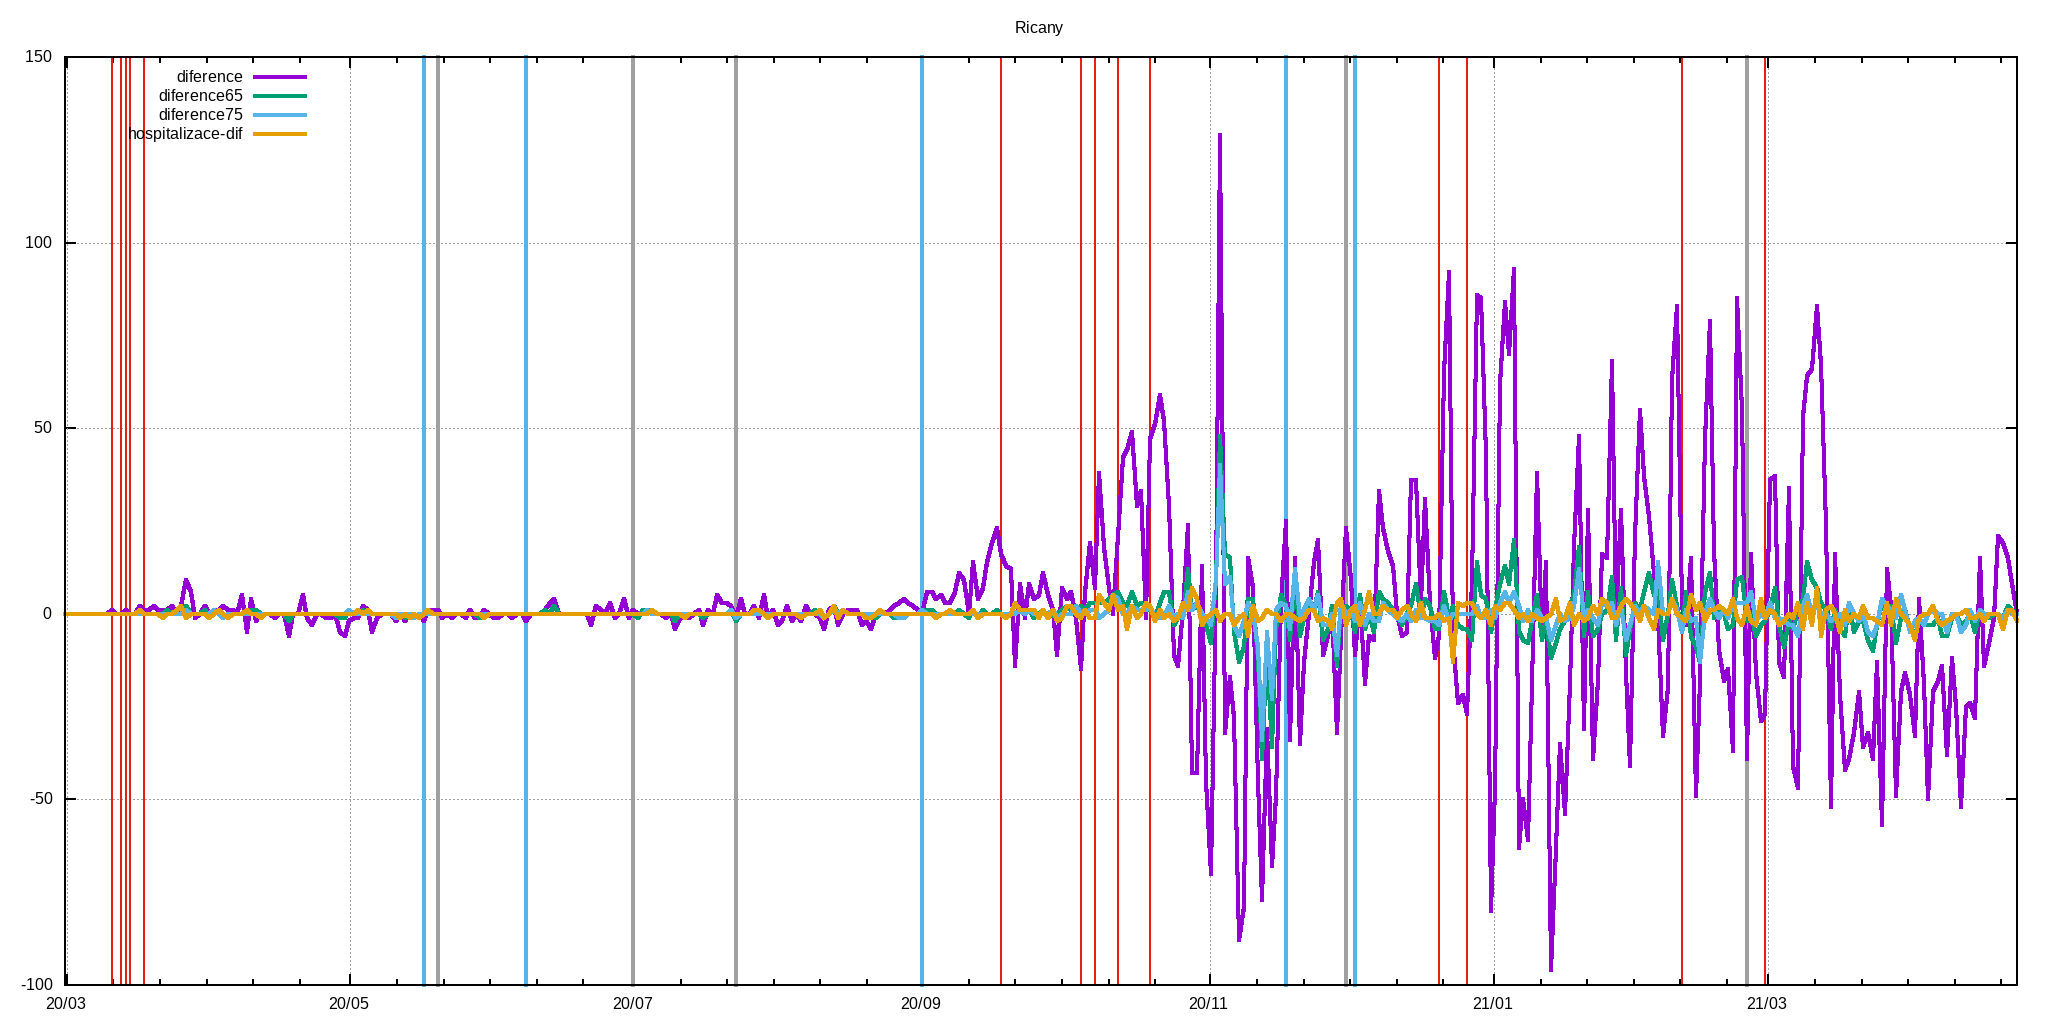 Ricany
150
diference
diference65
diference75
hospitalizace-dif
100
50
0
-50
-100
20/03 20/05 20/07 20/09 20/11 21/01 21/03